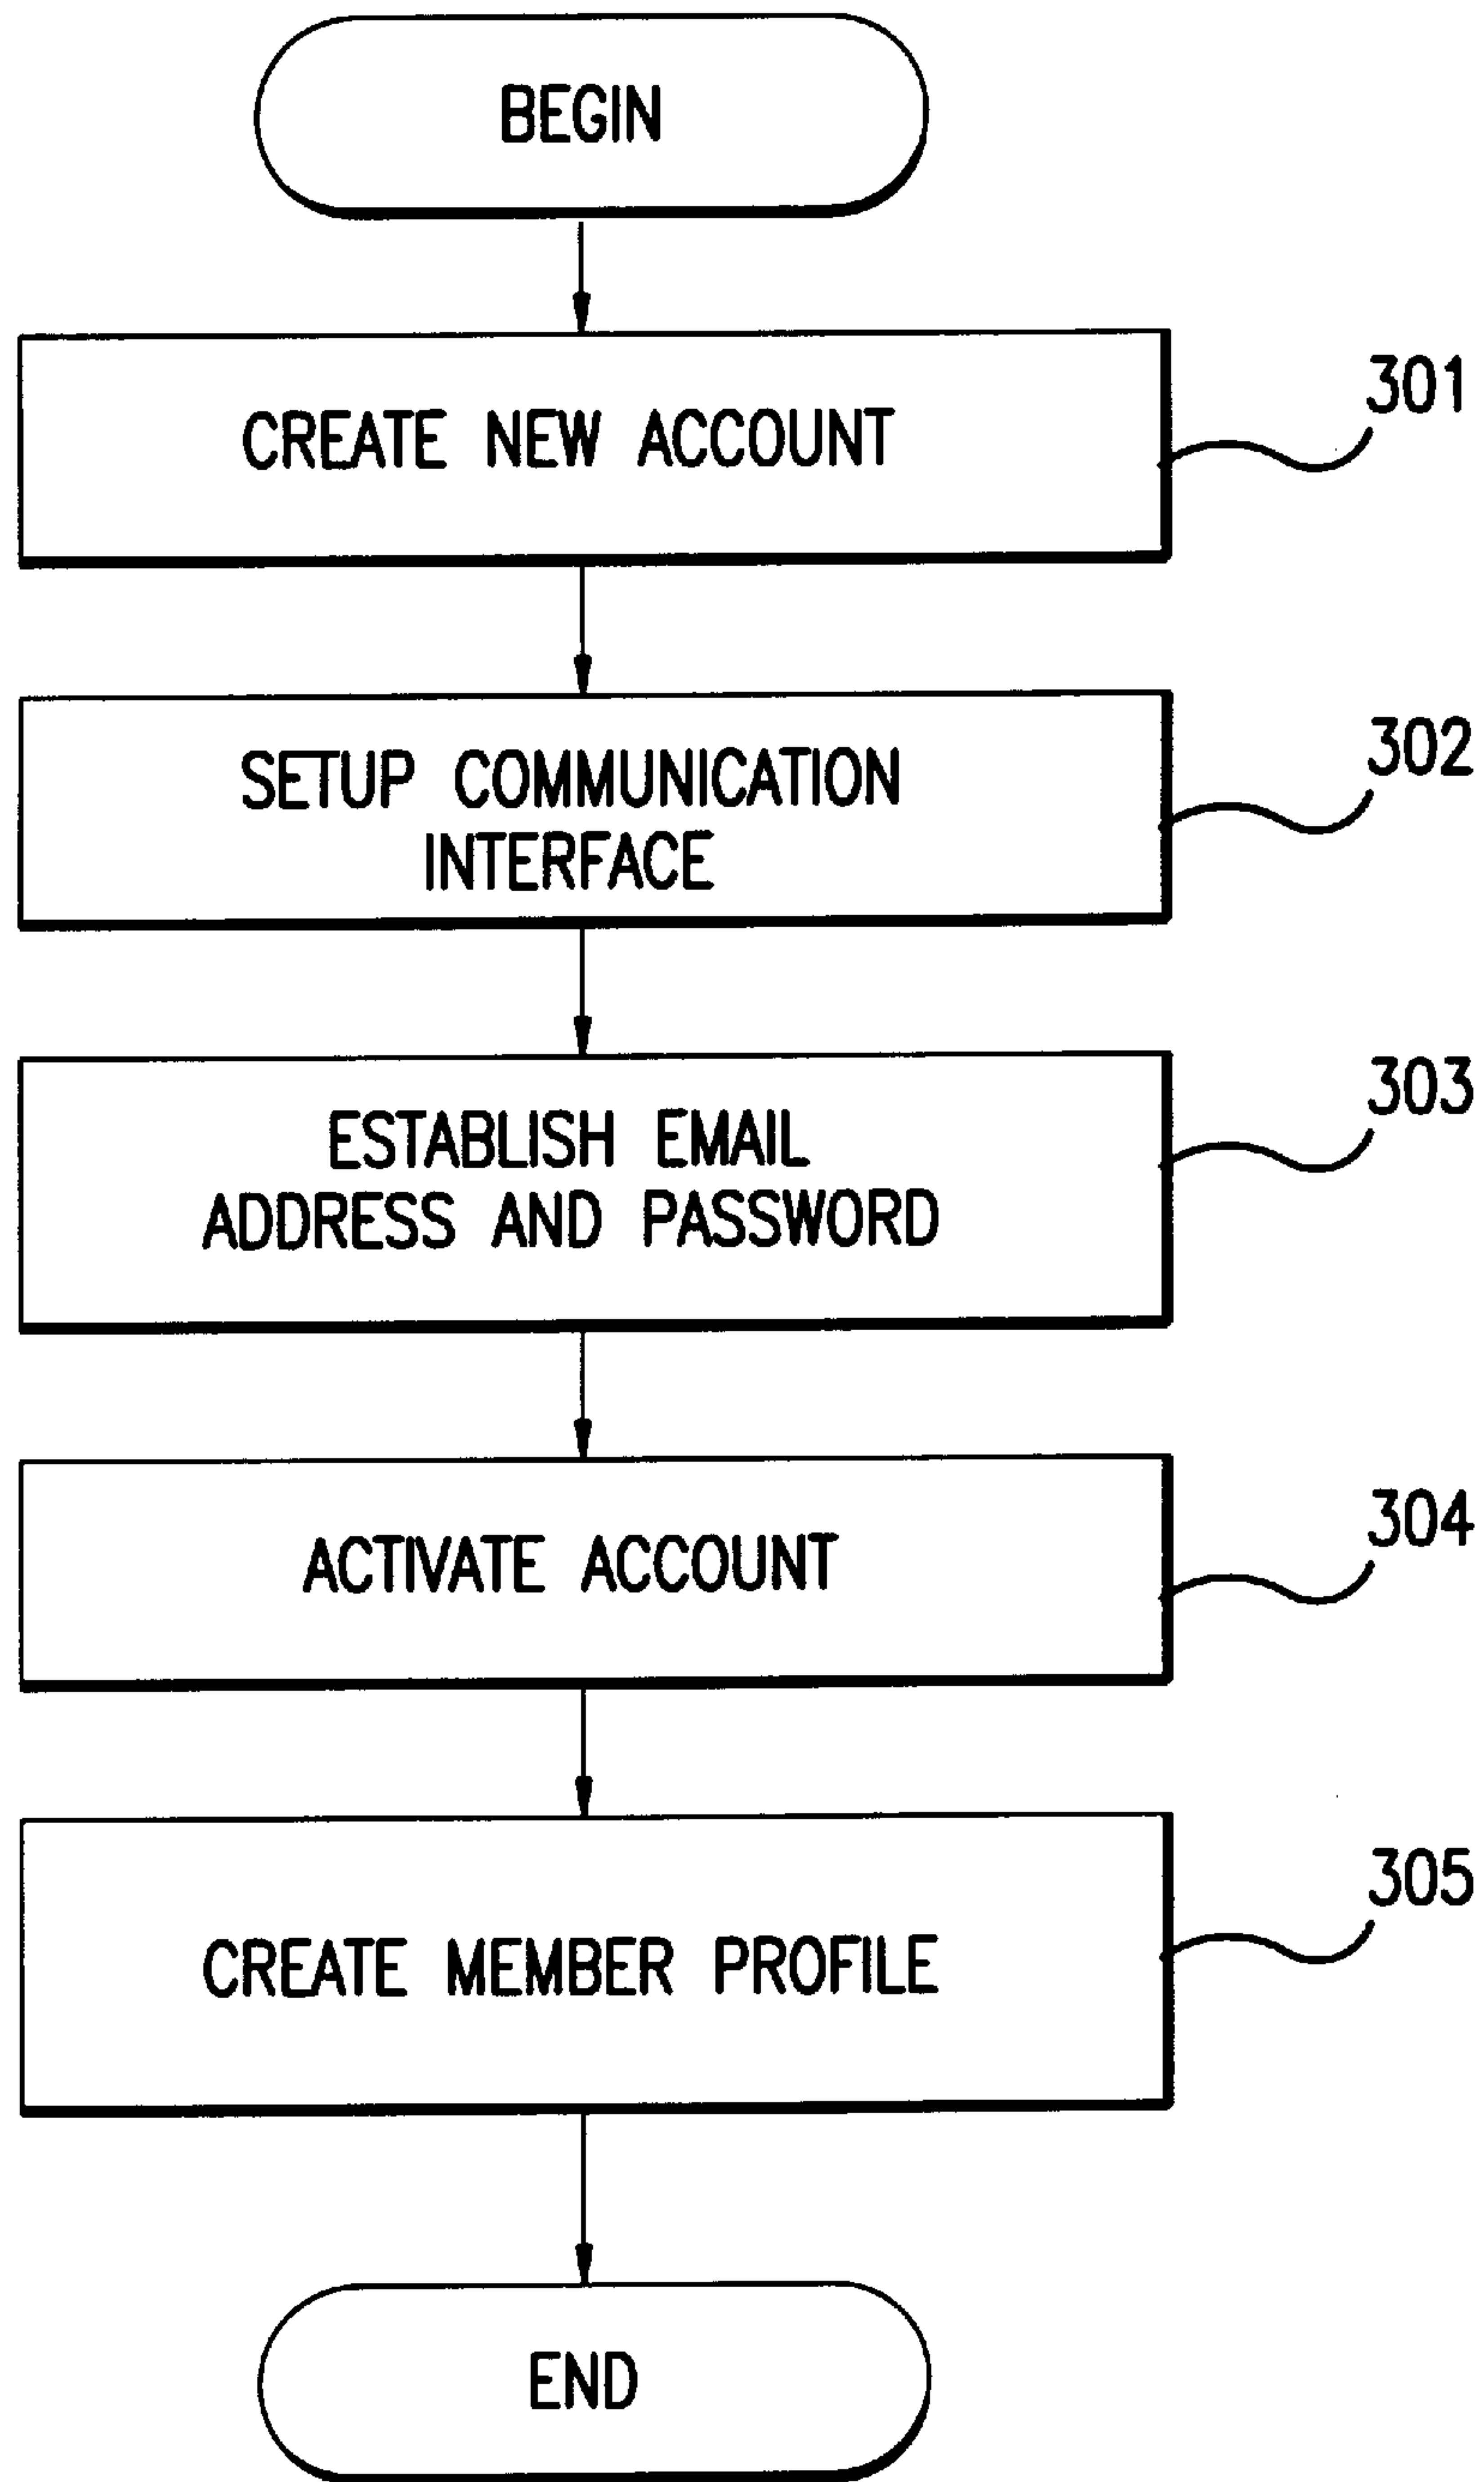 BEGIN
CREATE NEW ACCOUNT
301
SETUP COMMUNICATION
INTERFACE
302
ESTABLISH EMAIL
ADDRESS AND PASSWORD
303
ACTIVATE ACCOUNT
304
CREATE MEMBER PROFILE
305
END